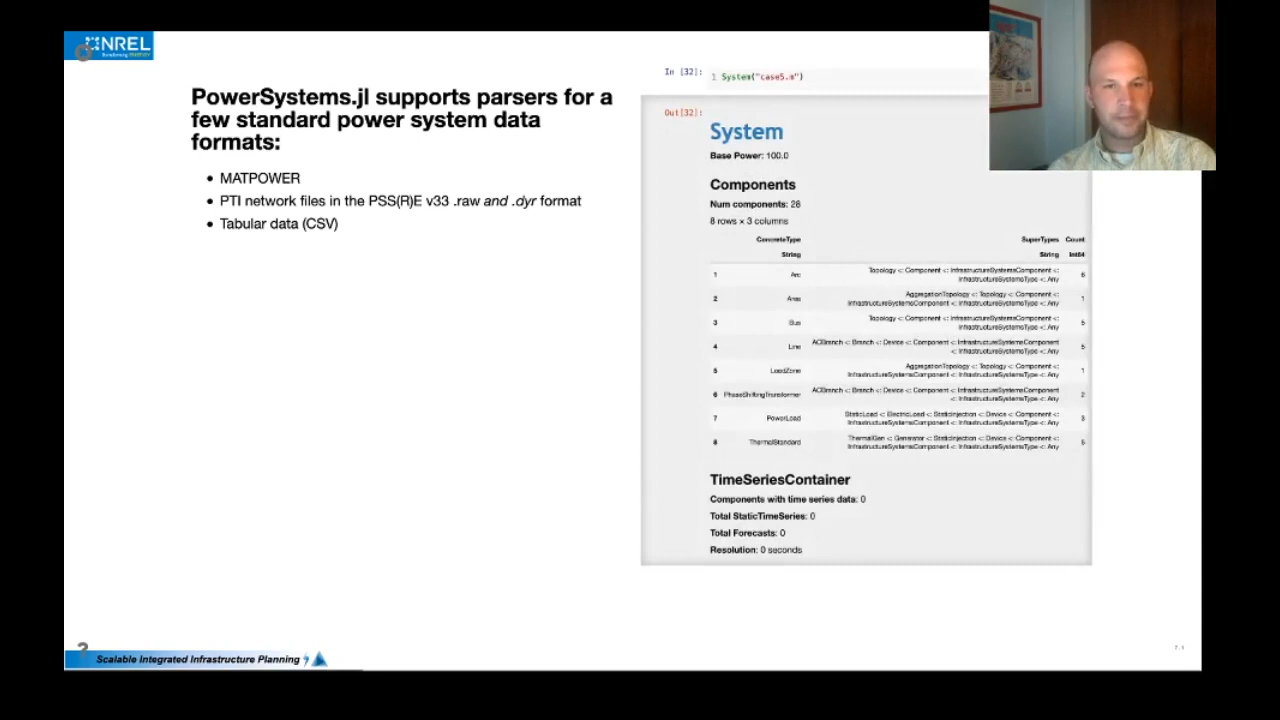 NREL
PowerSystems.jl supports parsers for a
few standard power system data
formats:
• MATPOWER
• PTI network files in the PSS(R)E v33 .raw and .dyr format
• Tabular data (CSV)
In [32]:
1 System("case5.m")
Out[32]:
System
Base Power: 100.0
Components
Num components: 28
8 rows × 3 columns
ConcreteType SuperTypes Count
String String Int64
1 Arc Topology <: Component <: InfrastructureSystemsComponent <:
InfrastructureSystemsType <: Any 6
2 Area AggregationTopology <: Topology <: Component <:
InfrastructureSystemsComponent <: InfrastructureSystemsType <: Any 1
3 Bus Topology <: Component <: InfrastructureSystemsComponent <:
InfrastructureSystemsType <: Any 5
4 Line ACBranch <: Branch <: Device <: Component <: InfrastructureSystemsComponent
<: InfrastructureSystemsType <: Any 5
5 LoadZone AggregationTopology <: Topology <: Component <:
InfrastructureSystemsComponent <: InfrastructureSystemsType <: Any 1
6 PhaseShiftingTransformer ACBranch <: Branch <: Device <: Component <: InfrastructureSystemsComponent
<: InfrastructureSystemsType <: Any 2
7 PowerLoad StaticLoad <: ElectricLoad <: StaticInjection <: Device <: Component <:
InfrastructureSystemsComponent <: InfrastructureSystemsType <: Any 3
8 ThermalStandard ThermalGen <: Generator <: StaticInjection <: Device <: Component <:
InfrastructureSystemsComponent <: InfrastructureSystemsType <: Any 5
TimeSeriesContainer
Components with time series data: 0
Total StaticTimeSeries: 0
Total Forecasts: 0
Resolution: 0 seconds
?
Scalable Integrated Infrastructure Planning